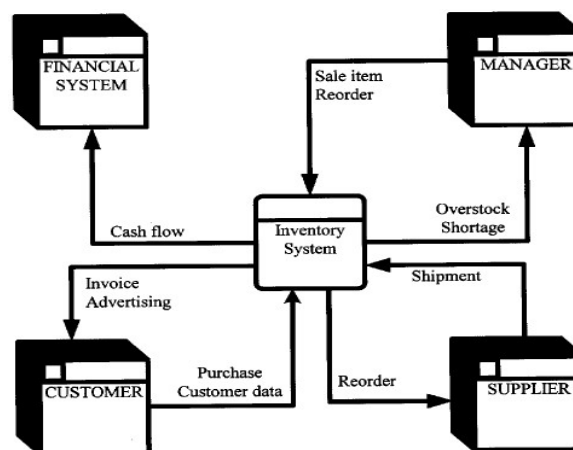 FINANCIAL
SYSTEM
MANAGER
Sale item
Reorder
Cash flow
Inventory
System
Overstock
Shortage
Invoice
Advertising
Shipment
CUSTOMER
Purchase
Customer data
Reorder
SUPPLIER